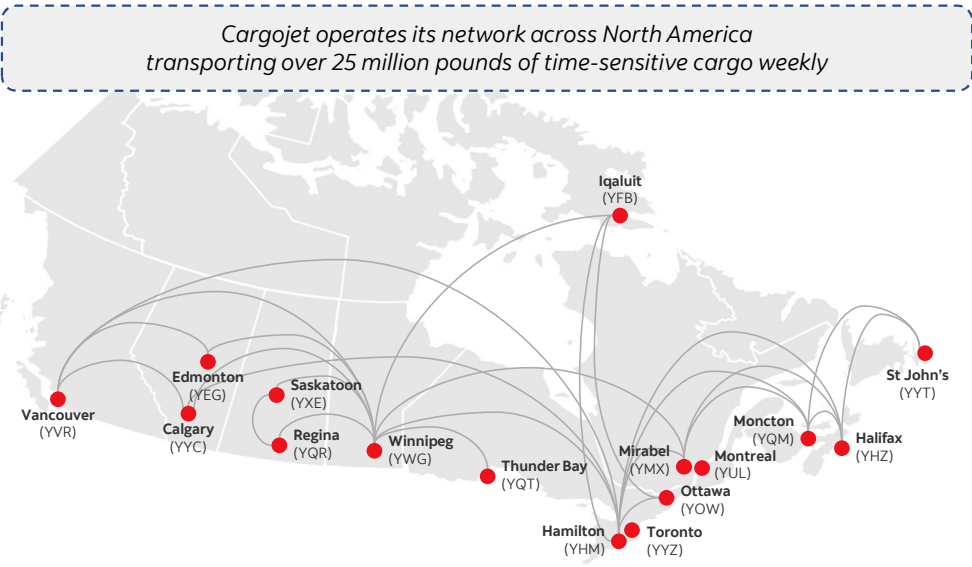 Cargojet operates its network across North America
transporting over 25 million pounds of time-sensitive cargo weekly
Iqaluit
(YFB)
Edmonton
(YEG)
Saskatoon
(YXE)
St John's
(YYT)
Vancouver
(YVR)
Calgary
(YYC)
Regina
(YQR)
Winnipeg
(YWG)
Thunder Bay
(YQT)
Moncton
(YQM)
Halifax
(YHZ)
Mirabel
(YMX)
Montreal
(YUL)
Ottawa
(YOW)
Hamilton
(YHM)
Toronto
(YYZ)